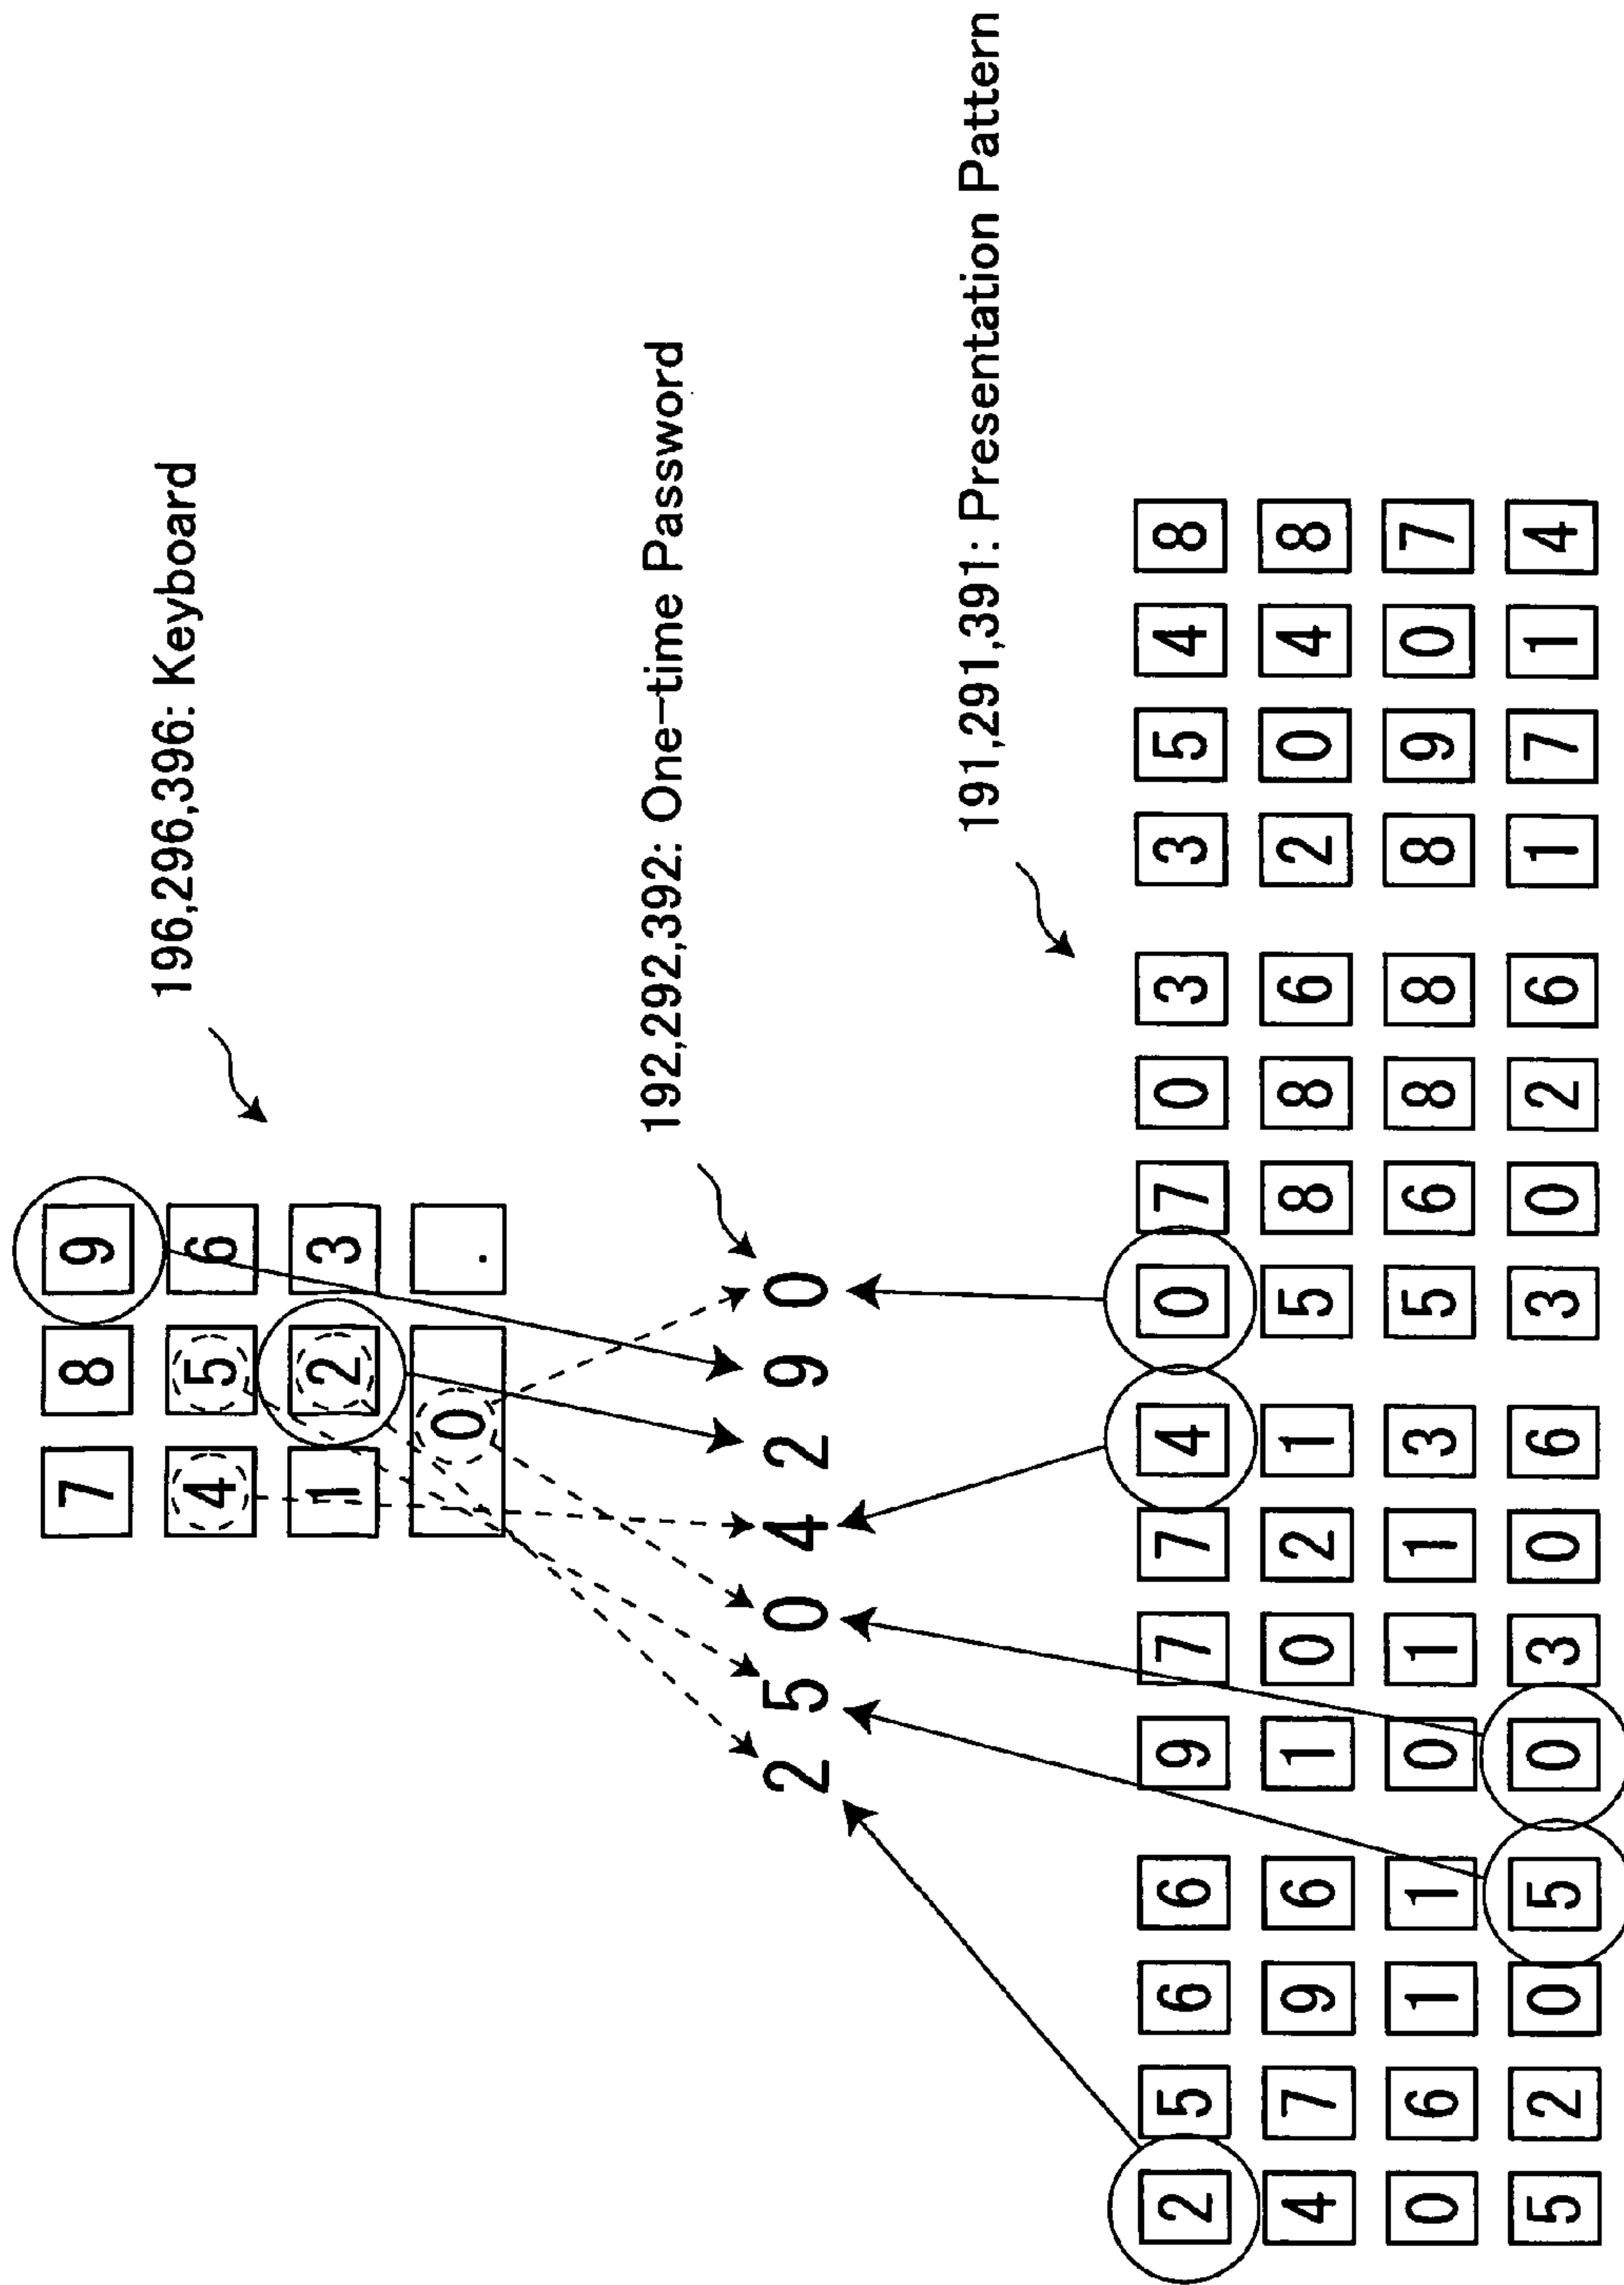 7 8 9
196,296,396: Keyboard
4 5 6
1 2 3
0 .
192,292,392: One-time Password
2 5 0 4 2 9 0
191,291,391: Presentation Pattern
2 5 6 6 9 7 7 4 0 7 0 3 3 5 4 8
4 7 9 6 1 0 2 1 5 8 8 6 2 0 4 8
0 6 1 1 0 1 1 3 5 6 8 8 8 9 0 7
5 2 0 5 0 3 0 6 3 0 2 6 1 7 1 4